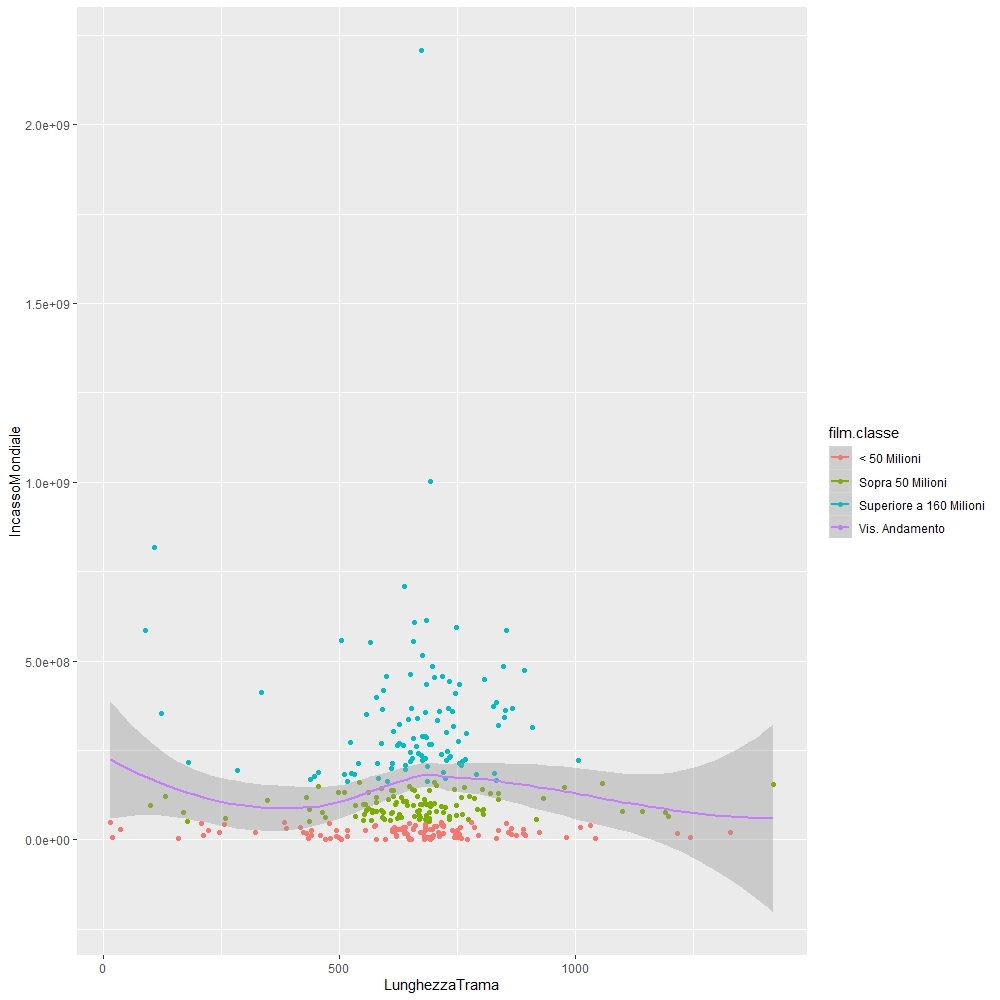 2.0e+09
1.5e+09
1.0e+09
5.0e+08
0.0e+00
IncassoMondiale
0
500
1000
LunghezzaTrama
film.classe
< 50 Milioni
Sopra 50 Milioni
Superiore a 160 Milioni
Vis. Andamento